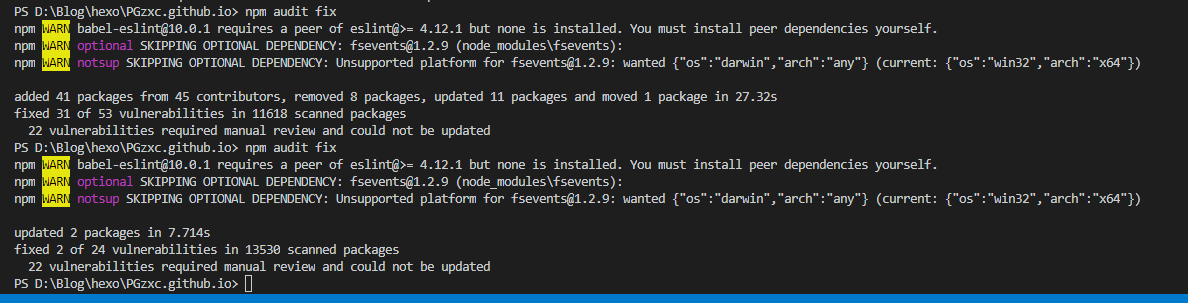 PS D:\Blog\hexo\PGzxc.github.io> npm audit fix
npm WARN babel-eslint@10.0.1 requires a peer of eslint@>= 4.12.1 but none is installed. You must install peer dependencies yourself.
npm WARN optional SKIPPING OPTIONAL DEPENDENCY: fsevents@1.2.9 (node_modules\fsevents):
npm WARN notsup SKIPPING OPTIONAL DEPENDENCY: Unsupported platform for fsevents@1.2.9: wanted {"os":"darwin","arch":"any"} (current: {"os":"win32","arch":"x64"})
added 41 packages from 45 contributors, removed 8 packages, updated 11 packages and moved 1 package in 27.32s
fixed 31 of 53 vulnerabilities in 11618 scanned packages
22 vulnerabilities required manual review and could not be updated
PS D:\Blog\hexo\PGzxc.github.io> npm audit fix
npm WARN babel-eslint@10.0.1 requires a peer of eslint@>= 4.12.1 but none is installed. You must install peer dependencies yourself.
npm WARN optional SKIPPING OPTIONAL DEPENDENCY: fsevents@1.2.9 (node_modules\fsevents):
npm WARN notsup SKIPPING OPTIONAL DEPENDENCY: Unsupported platform for fsevents@1.2.9: wanted {"os":"darwin","arch":"any"} (current: {"os":"win32","arch":"x64"})
updated 2 packages in 7.714s
fixed 2 of 24 vulnerabilities in 13530 scanned packages
22 vulnerabilities required manual review and could not be updated
PS D:\Blog\hexo\PGzxc.github.io>